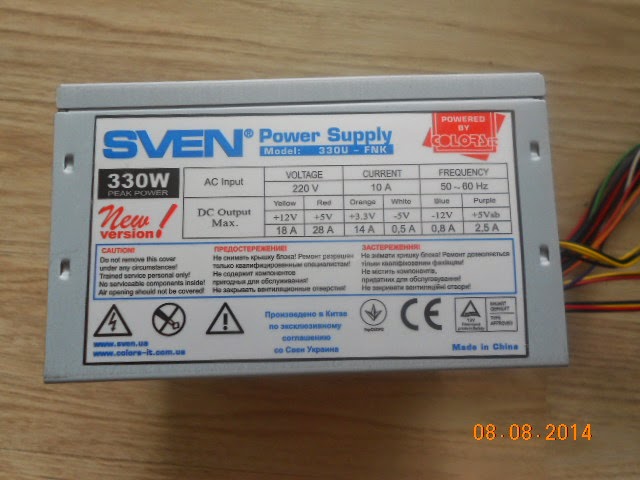 SVEN® Power Supply
Model: 330U - FNK
POWERED
BY
COLORSit
330W
PEAK POWER
New
version!
AC Input
VOLTAGE CURRENT FREQUENCY
220 V 10 A 50~60 Hz
DC Output
Max.
Yellow Red Orange White Blue Purple
+12V +5V +3.3V -5V -12V +5Vsb
18 A 28 A 14 A 0,5 A 0,8 A 2,5 A
CAUTION!
Do not remove this cover
under any circumstances!
Trained service personal only!
No serviceable components inside!
Air opening should not be covered!
ПРЕДОСТЕРЕЖЕНИЕ!
Не снимать крышку блока! Ремонт разрешен
только квалифицированным специалистам!
Не содержит компонентов
пригодных для обслуживания!
Не закрывать вентиляционные отверстия!
ЗАСТЕРЕЖЕННЯ!
Не знімати кришку блоку! Ремонт дозволяється
тільки кваліфікованим фахівцям!
Не містить компонентів,
придатних для обслуговування!
Не закривати вентиляційні отвори!
www.sven.ua
www.colors-it.com.ua
Произведено в Китае
по эксклюзивному
соглашению
со Свен Украина
CE
TYPE
APPROVED
Made in China
08.08.2014